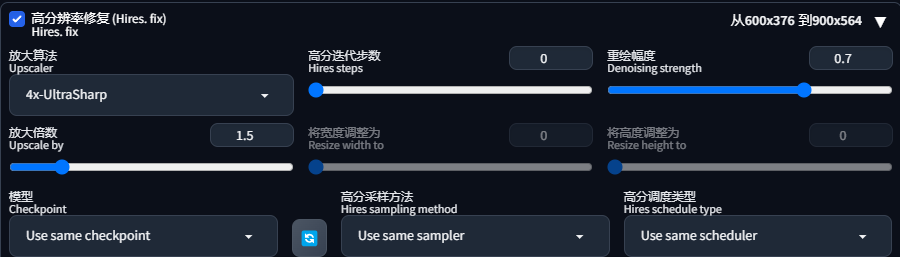 高分辨率修复 (Hires. fix)
Hires. fix
从600x376 到900x564
放大算法
Upscaler
4x-UltraSharp
高分迭代步数
Hires steps
0
重绘幅度
Denoising strength
0.7
放大倍数
Upscale by
1.5
将宽度调整为
Resize width to
0
将高度调整为
Resize height to
0
模型
Checkpoint
Use same checkpoint
高分采样方法
Hires sampling method
Use same sampler
高分调度类型
Hires schedule type
Use same scheduler